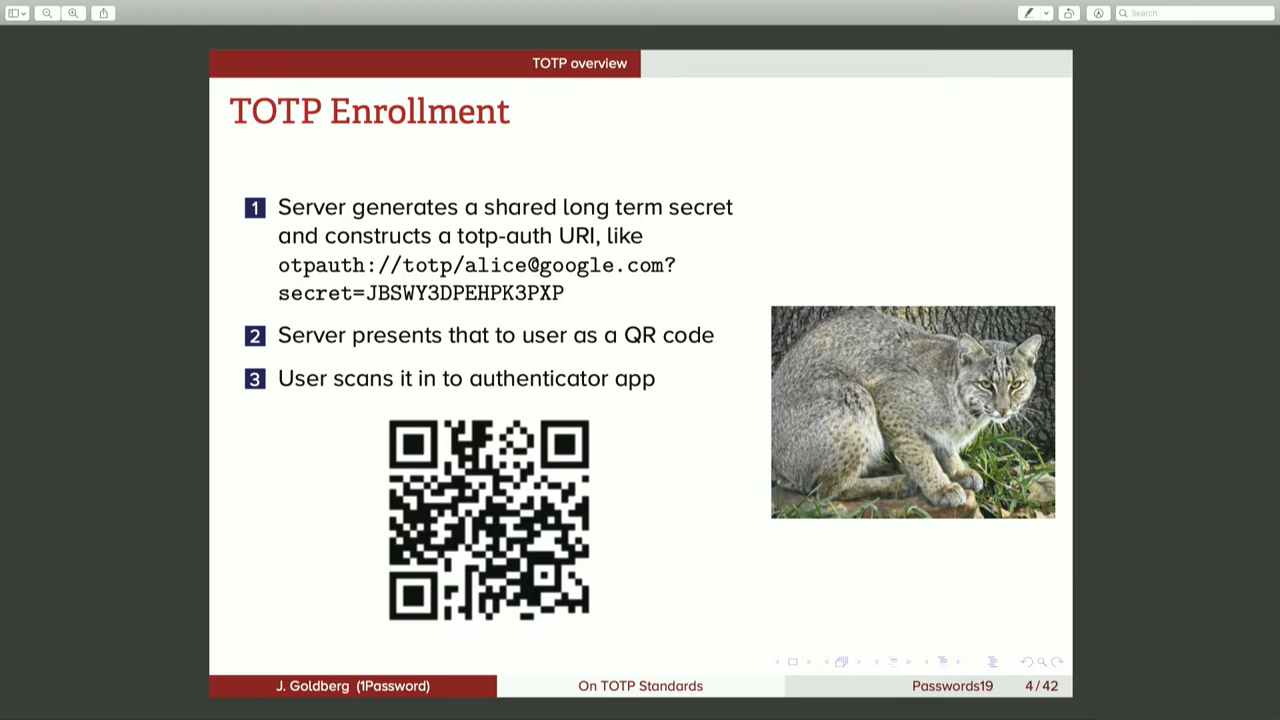 Search
TOTP overview
TOTP Enrollment
1 Server generates a shared long term secret
and constructs a totp-auth URI, like
otpauth://totp/alice@google.com?
secret=JBSWY3DPEHPK3PXP
2 Server presents that to user as a QR code
3 User scans it in to authenticator app
J. Goldberg (1Password)
On TOTP Standards
Passwords19 4 / 42